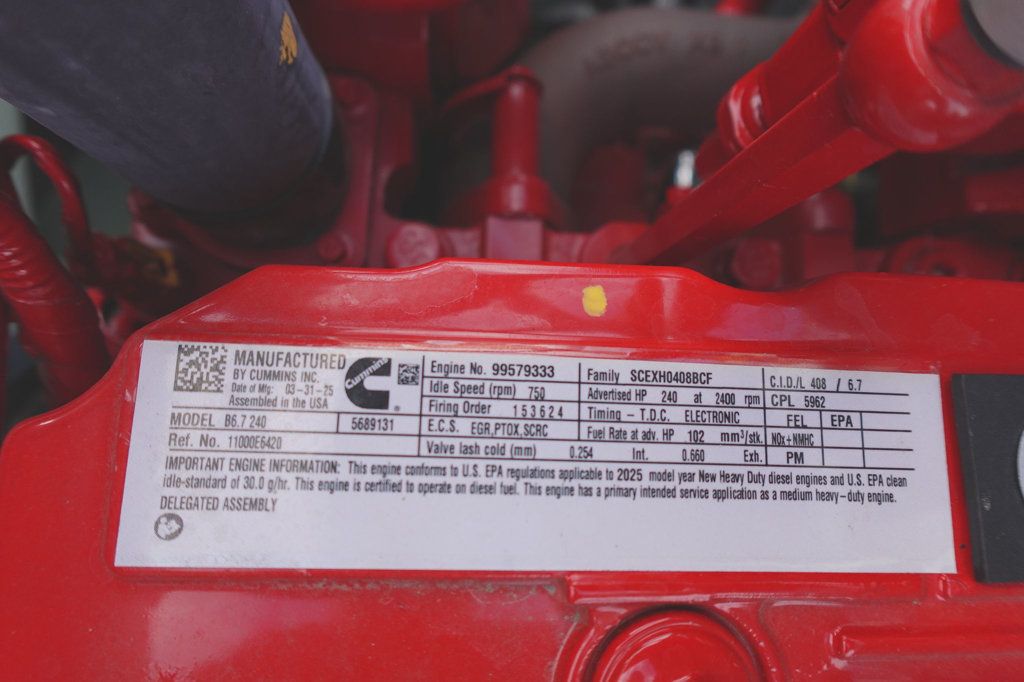 MANUFACTURED
BY CUMMINS INC.
Date of Mfg: 03-31-25
Assembled in the USA
Cummins
MODEL B6.7 240 5689131
Ref. No. 11000E6420
Engine No. 99579333
Idle Speed (rpm) 750
Firing Order 153624
E.C.S. EGR,PTOX,SCRC
Valve lash cold (mm) 0.254 Int. 0.660 Exh.
Family SCEXH0408BCF
Advertised HP 240 at 2400 rpm
Timing - T.D.C. ELECTRONIC
Fuel Rate at adv. HP 102 mm³/stk.
C.I.D./L 408 / 6.7
CPL 5962
FEL EPA
NOx+NMHC
PM
IMPORTANT ENGINE INFORMATION: This engine conforms to U.S. EPA regulations applicable to 2025 model year New Heavy Duty diesel engines and U.S. EPA clean
idle-standard of 30.0 g/hr. This engine is certified to operate on diesel fuel. This engine has a primary intended service application as a medium heavy-duty engine.
DELEGATED ASSEMBLY